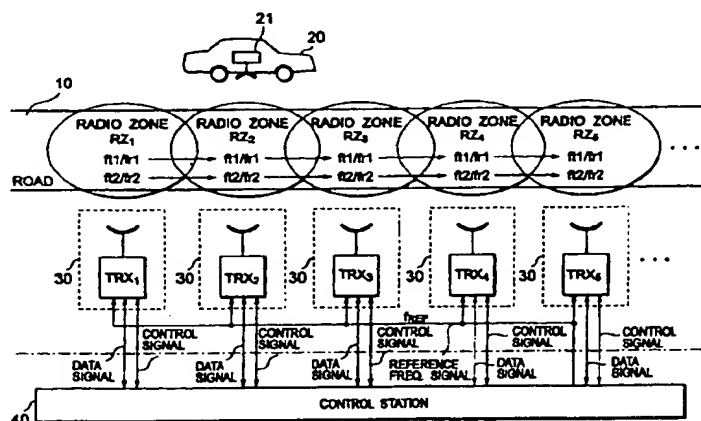 21
20
10
RADIO ZONE RADIO ZONE RADIO ZONE RADIO ZONE RADIO ZONE
RZ1 RZ2 RZ3 RZ4 RZ5
ft1/fr1 ft1/fr1 ft1/fr1 ft1/fr1 ft1/fr1
ft2/fr2 ft2/fr2 ft2/fr2 ft2/fr2 ft2/fr2
ROAD
30 TRX1 30 TRX2 30 TRX3 30 TRX4 30 TRX5
fREF
CONTROL SIGNAL CONTROL SIGNAL CONTROL SIGNAL CONTROL SIGNAL CONTROL SIGNAL
DATA SIGNAL DATA SIGNAL DATA SIGNAL REFERENCE FREQ. SIGNAL DATA SIGNAL DATA SIGNAL
40
CONTROL STATION